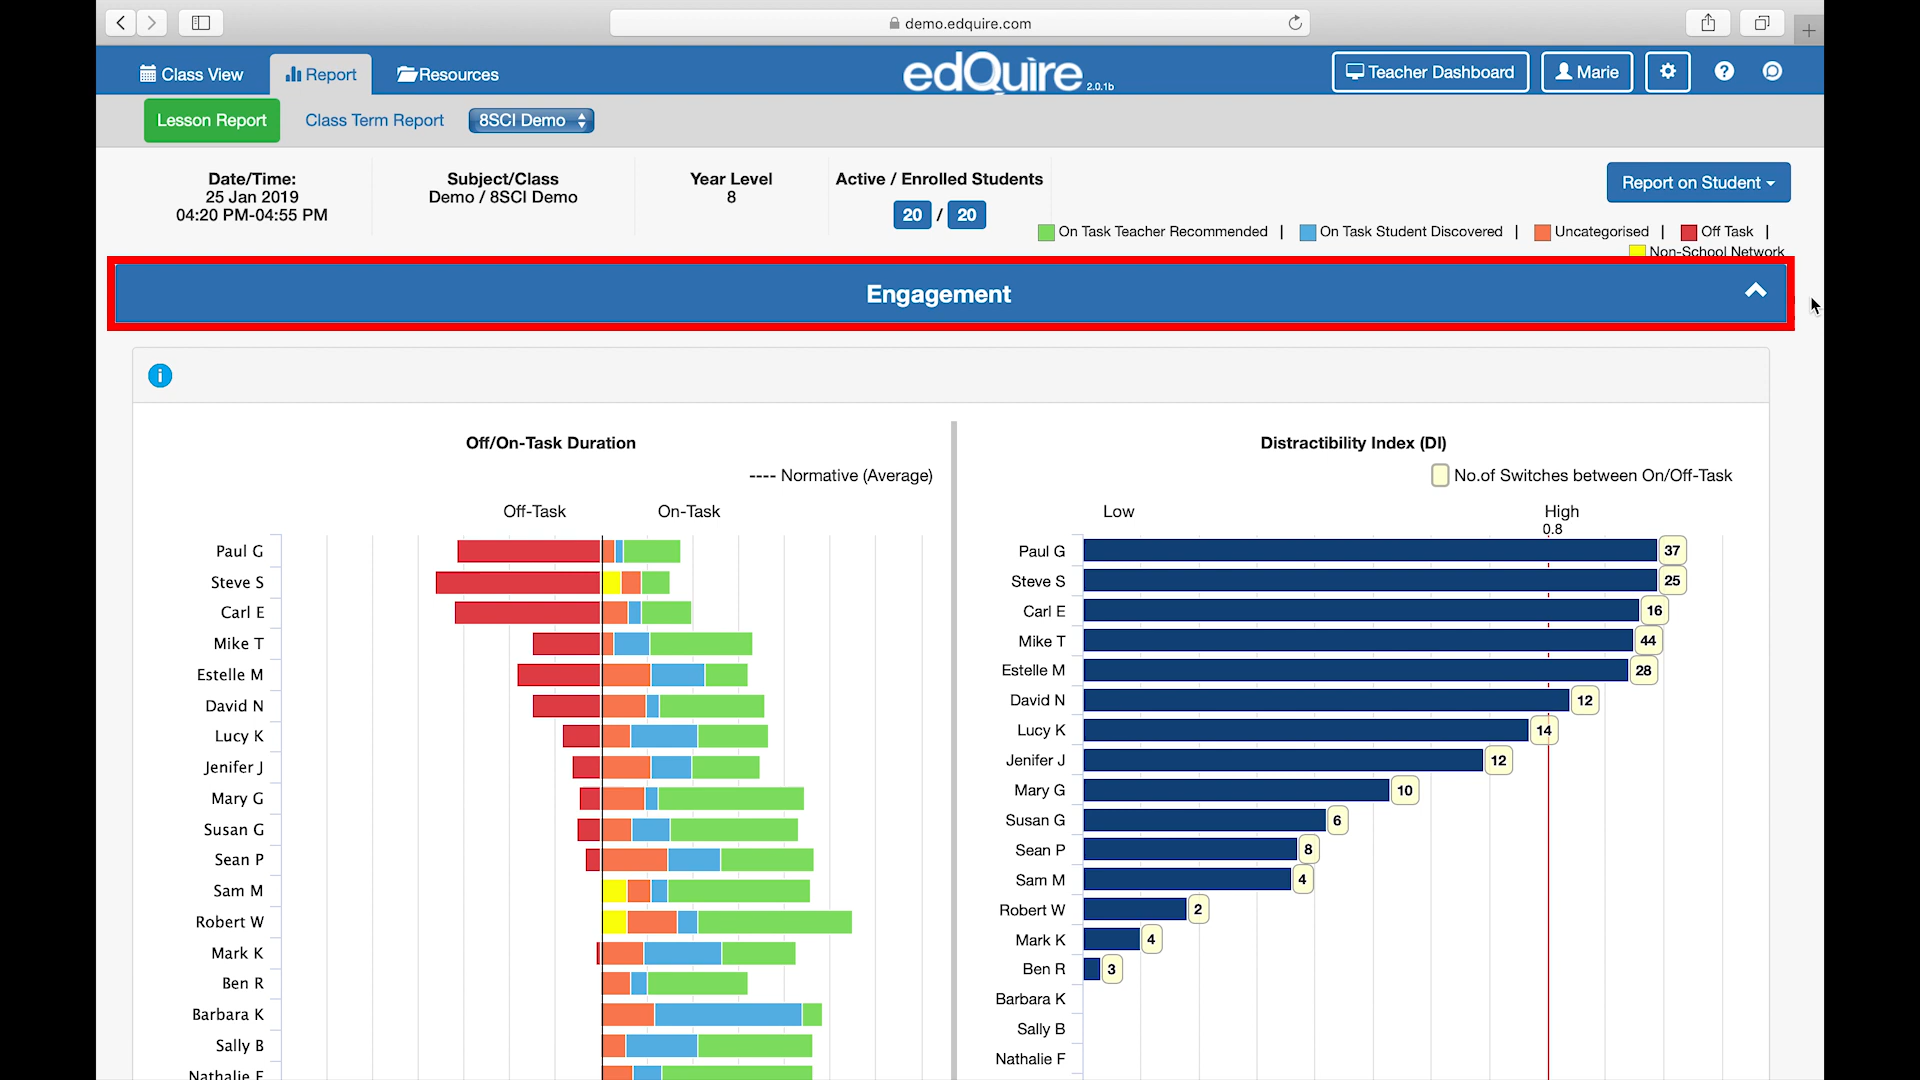 demo.edquire.com
Class View
Report
Resources
edQuire 2.0.1b
Teacher Dashboard
Marie
Lesson Report
Class Term Report
8SCI Demo
Date/Time:
25 Jan 2019
04:20 PM-04:55 PM
Subject/Class
Demo / 8SCI Demo
Year Level
8
Active / Enrolled Students
20 / 20
Report on Student
On Task Teacher Recommended | On Task Student Discovered | Uncategorised | Off Task |
Non-School Network
Engagement
Off/On-Task Duration
---- Normative (Average)
Off-Task On-Task
Paul G
Steve S
Carl E
Mike T
Estelle M
David N
Lucy K
Jenifer J
Mary G
Susan G
Sean P
Sam M
Robert W
Mark K
Ben R
Barbara K
Sally B
Nathalie F
Distractibility Index (DI)
No.of Switches between On/Off-Task
Low High
0.8
Paul G 37
Steve S 25
Carl E 16
Mike T 44
Estelle M 28
David N 12
Lucy K 14
Jenifer J 12
Mary G 10
Susan G 6
Sean P 8
Sam M 4
Robert W 2
Mark K 4
Ben R 3
Barbara K
Sally B
Nathalie F